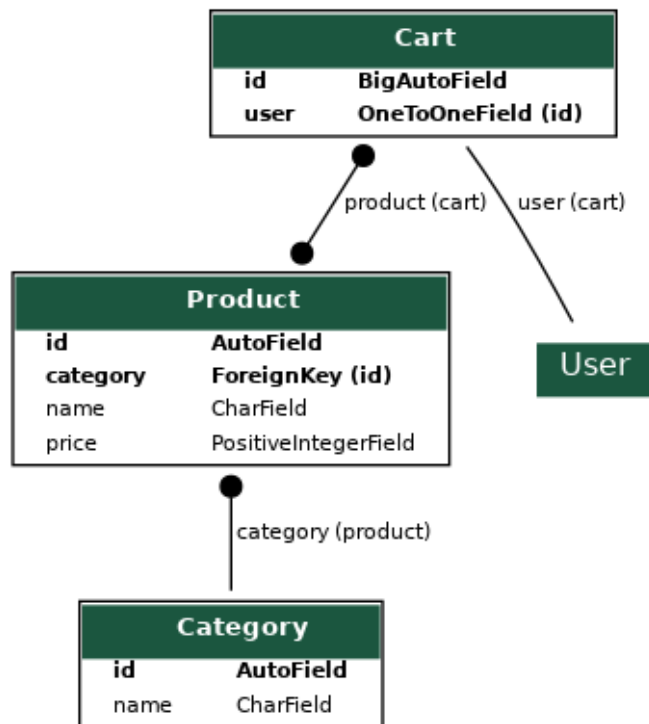 Cart
id BigAutoField
user OneToOneField (id)
product (cart)
user (cart)
Product
id AutoField
category ForeignKey (id)
name CharField
price PositiveIntegerField
User
category (product)
Category
id AutoField
name CharField